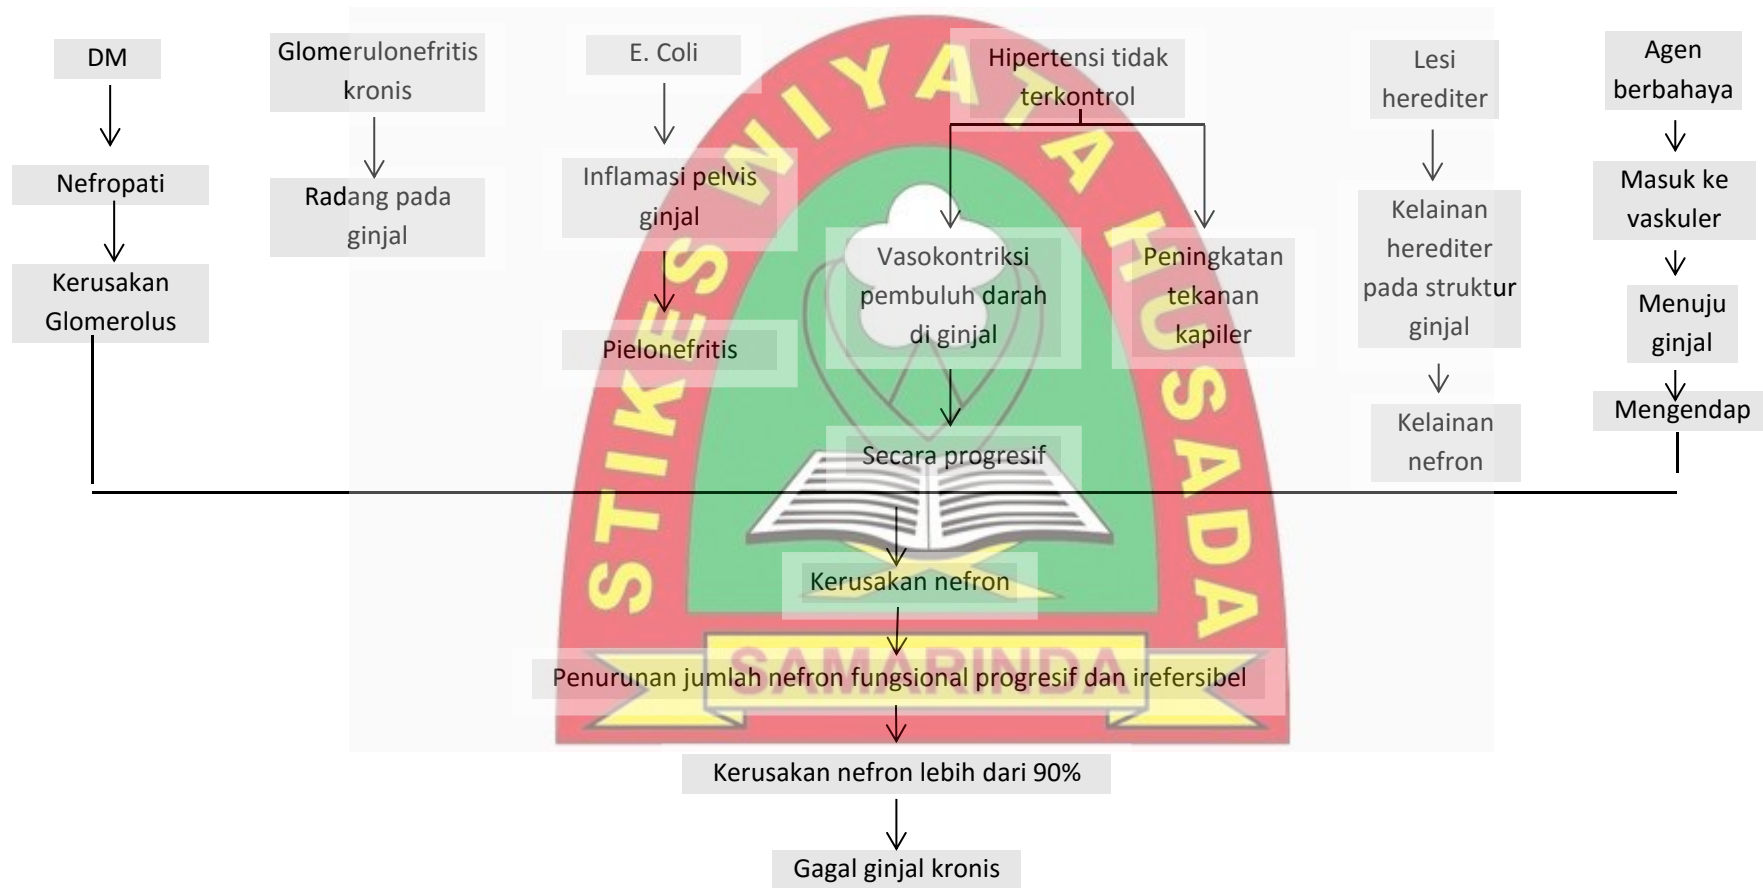 DM
Nefropati
Kerusakan
Glomerolus
Glomerulonefritis
kronis
Radang pada
ginjal
E. Coli
Inflamasi pelvis
ginjal
Pielonefritis
Hipertensi tidak
terkontrol
Vasokontriksi
pembuluh darah
di ginjal
Peningkatan
tekanan
kapiler
Secara progresif
Lesi
herediter
Kelainan
herediter
pada struktur
ginjal
Kelainan
nefron
Agen
berbahaya
Masuk ke
vaskuler
Menuju
ginjal
Mengendap
Kerusakan nefron
Penurunan jumlah nefron fungsional progresif dan irefersibel
Kerusakan nefron lebih dari 90%
Gagal ginjal kronis
STIKES WIYATA HUSADA
SAMARINDA